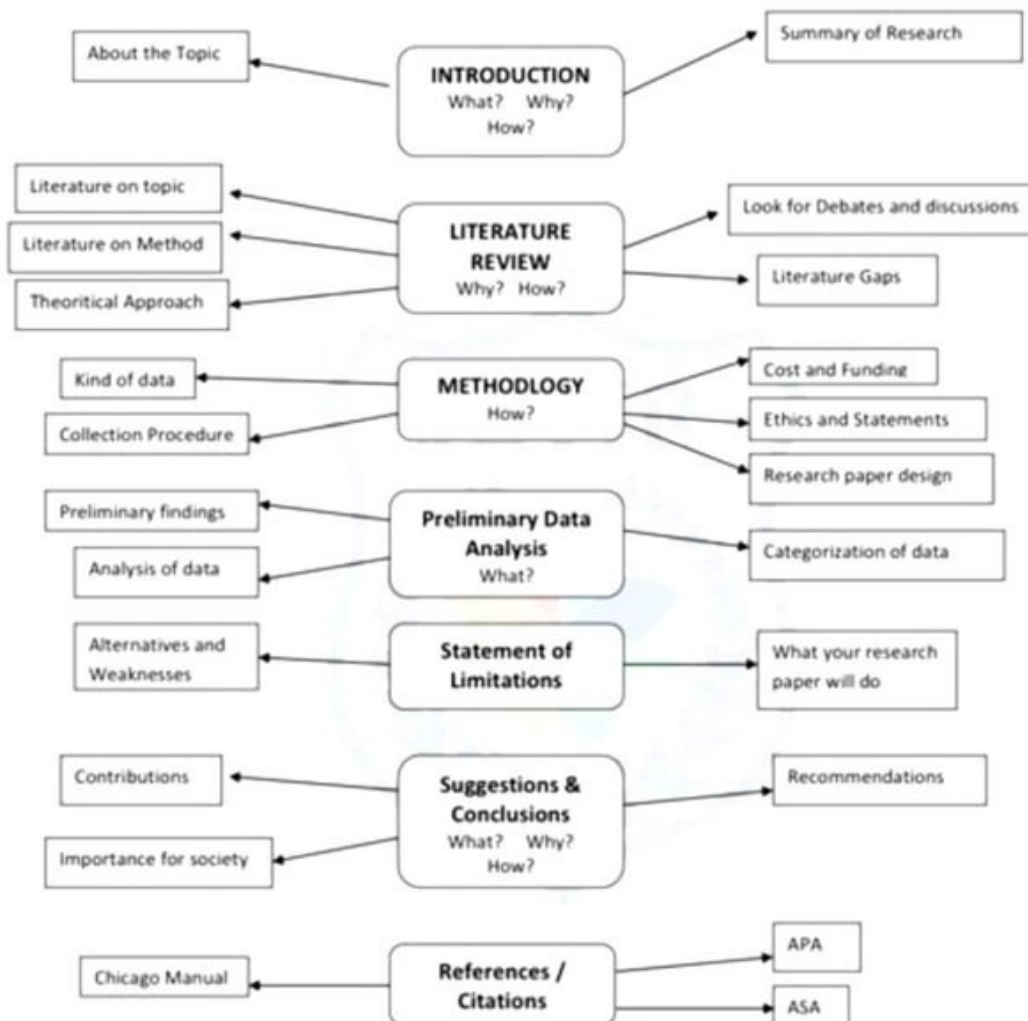 About the Topic
INTRODUCTION
What? Why?
How?
Summary of Research
Literature on topic
Literature on Method
Theoritical Approach
LITERATURE
REVIEW
Why? How?
Look for Debates and discussions
Literature Gaps
Kind of data
Collection Procedure
METHODLOGY
How?
Cost and Funding
Ethics and Statements
Research paper design
Preliminary findings
Analysis of data
Preliminary Data
Analysis
What?
Categorization of data
Alternatives and
Weaknesses
Statement of
Limitations
What your research
paper will do
Contributions
Importance for society
Suggestions &
Conclusions
What? Why?
How?
Recommendations
Chicago Manual
References /
Citations
APA
ASA